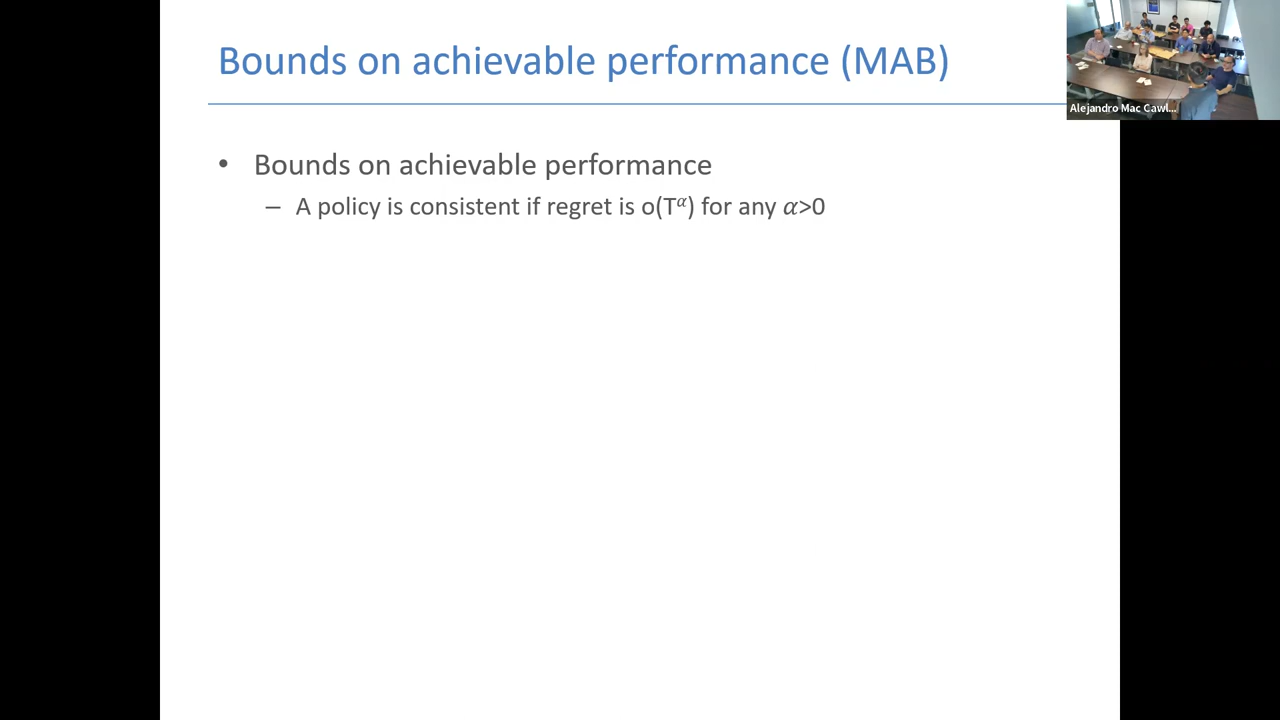 Bounds on achievable performance (MAB)
Alejandro Mac Cawl...
• Bounds on achievable performance
– A policy is consistent if regret is o(T^α) for any α>0